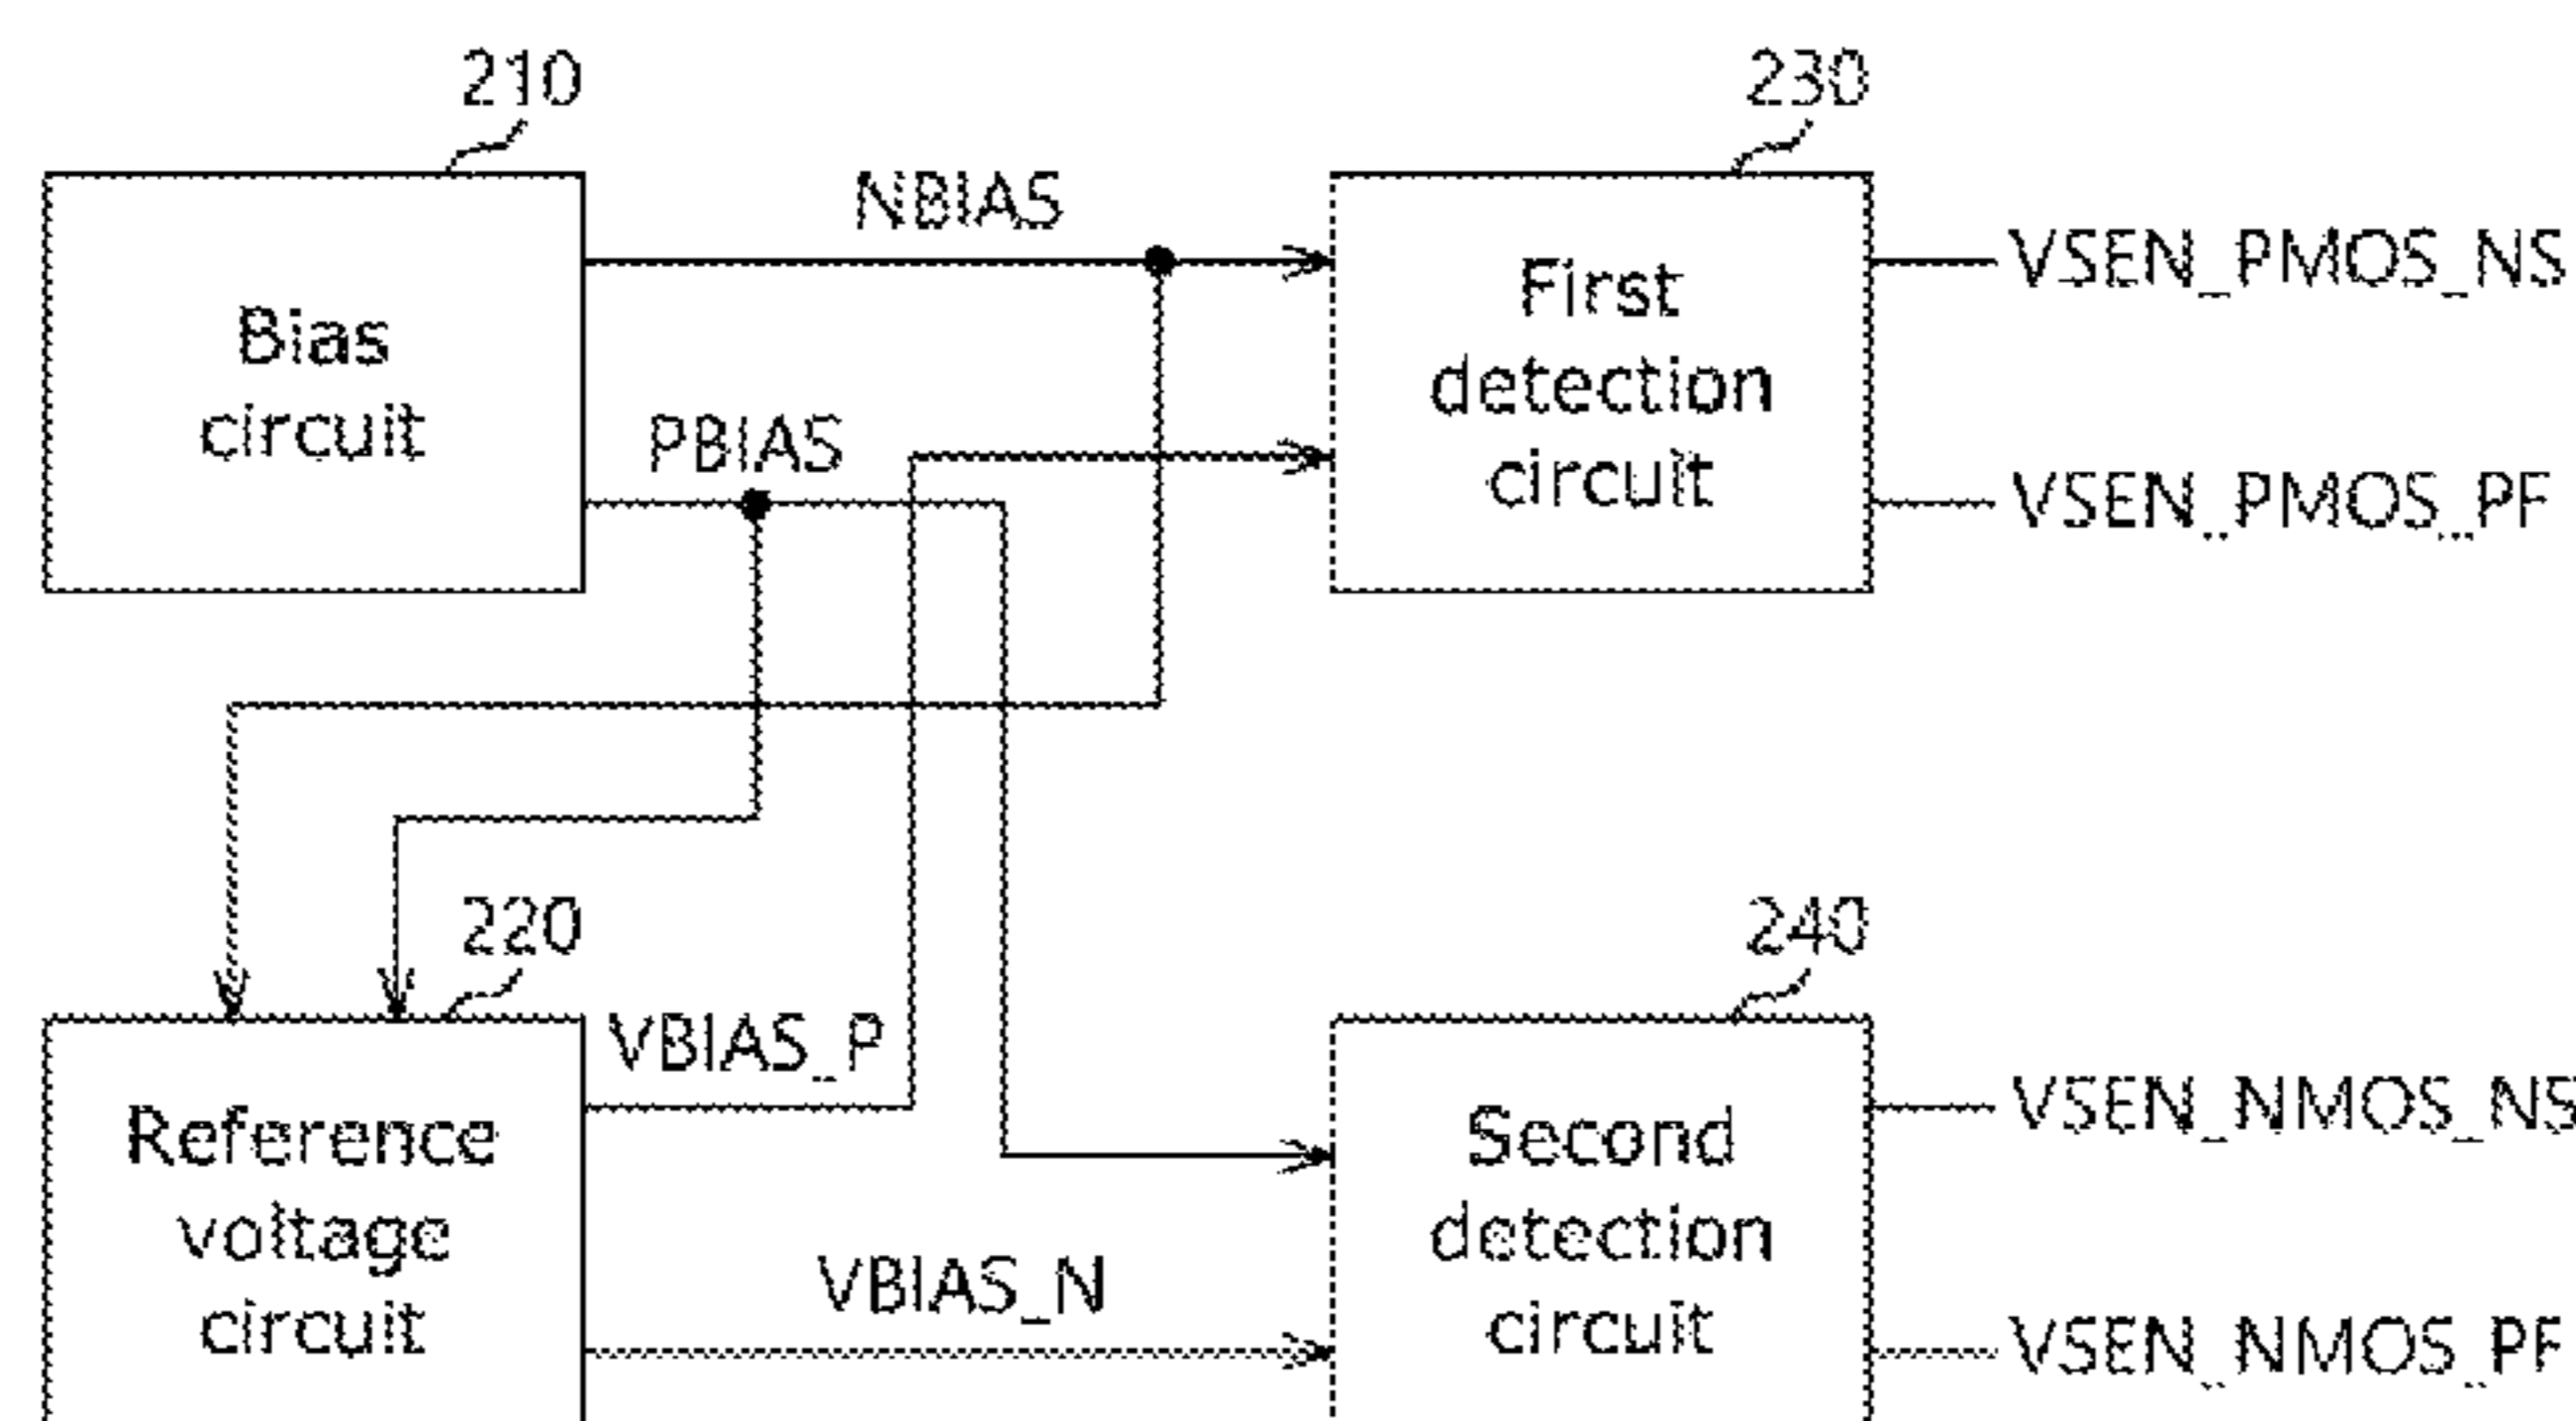 210
230
NBIAS
VSEN_PMOS_NS
First
Bias
detection
circuit
PBIAS
circuit
VSEN_PMOS_PF
220
240
VBIAS_P
VSEN_NMOS_NS
Reference
Second
voltage
detection
VBIAS_N
circuit
circuit
VSEN_NMOS_PF